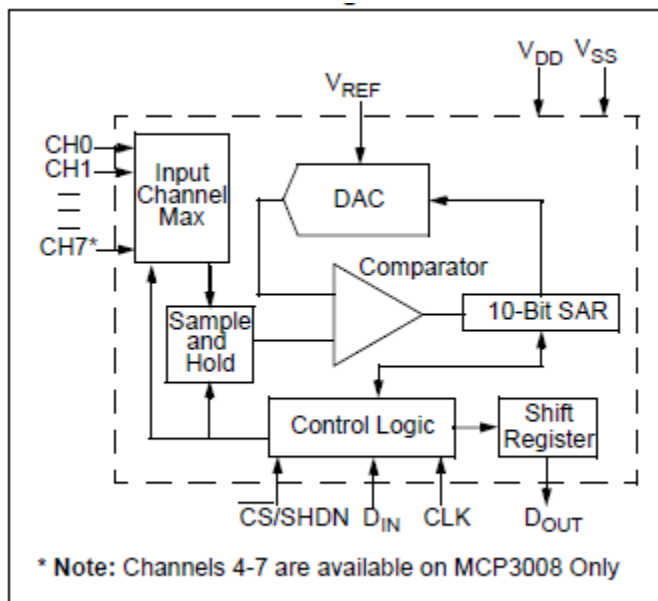 VDD VSS
VREF
CH0
CH1
CH7*
Input
Channel
Max
DAC
Comparator
Sample
and
Hold
10-Bit SAR
Control Logic
Shift
Register
CS/SHDN DIN CLK DOUT
* Note: Channels 4-7 are available on MCP3008 Only